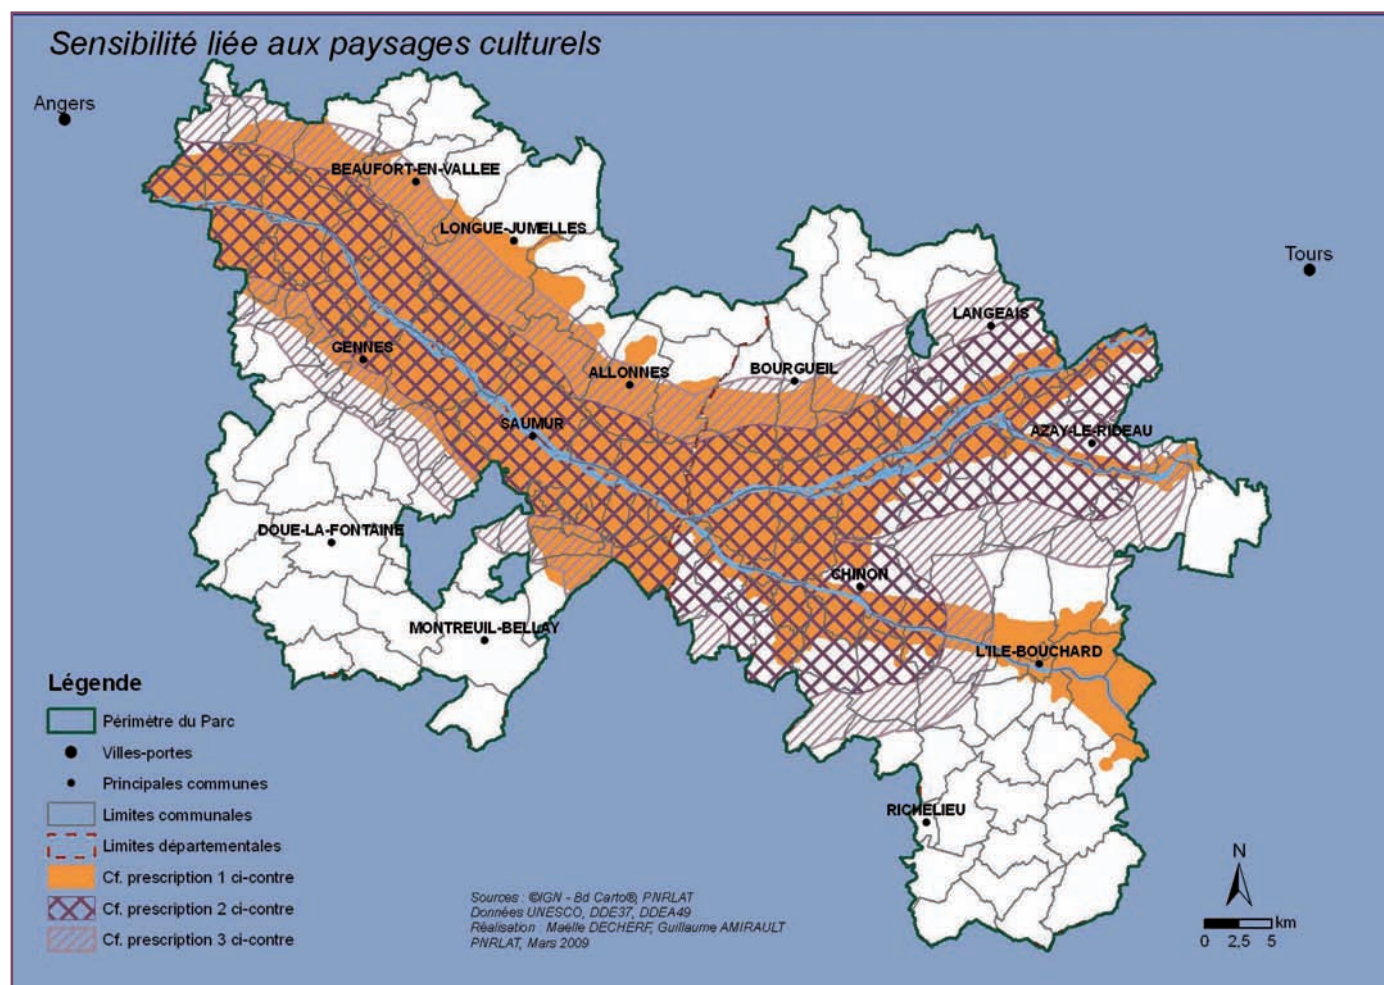 Sensibilité liée aux paysages culturels
Angers
BEAUFORT-EN-VALLEE
LONGUE-JUMELLES
Tours
LANGEAIS
GENNES
ALLONNES
BOURGUEIL
SAUMUR
AZAY-LE-RIDEAU
DOUE-LA-FONTAINE
CHINON
MONTREUIL-BELLAY
L'ILE-BOUCHARD
RICHELIEU
Légende
Périmètre du Parc
Villes-portes
Principales communes
Limites communales
Limites départementales
Cf. prescription 1 ci-contre
Cf. prescription 2 ci-contre
Cf. prescription 3 ci-contre
Sources : ©IGN - Bd Carto®, PNRLAT
Données UNESCO, DDE37, DDEA49
Réalisation : Maëlle DECHERF, Guillaume AMIRAULT
PNRLAT, Mars 2009
N
km
0 2,5 5